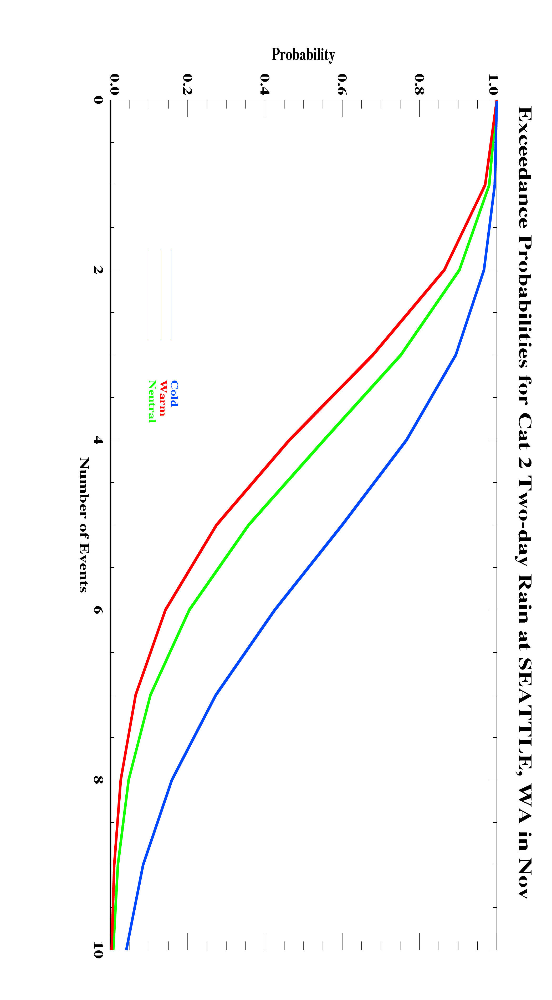 Exceedance Probabilities for Cat 2 Two-day Rain at SEATTLE, WA in Nov
1.0
0.8
0.6
0.4
0.2
0.0
Probability
Cold
Warm
Neutral
0 2 4 6 8 10
Number of Events